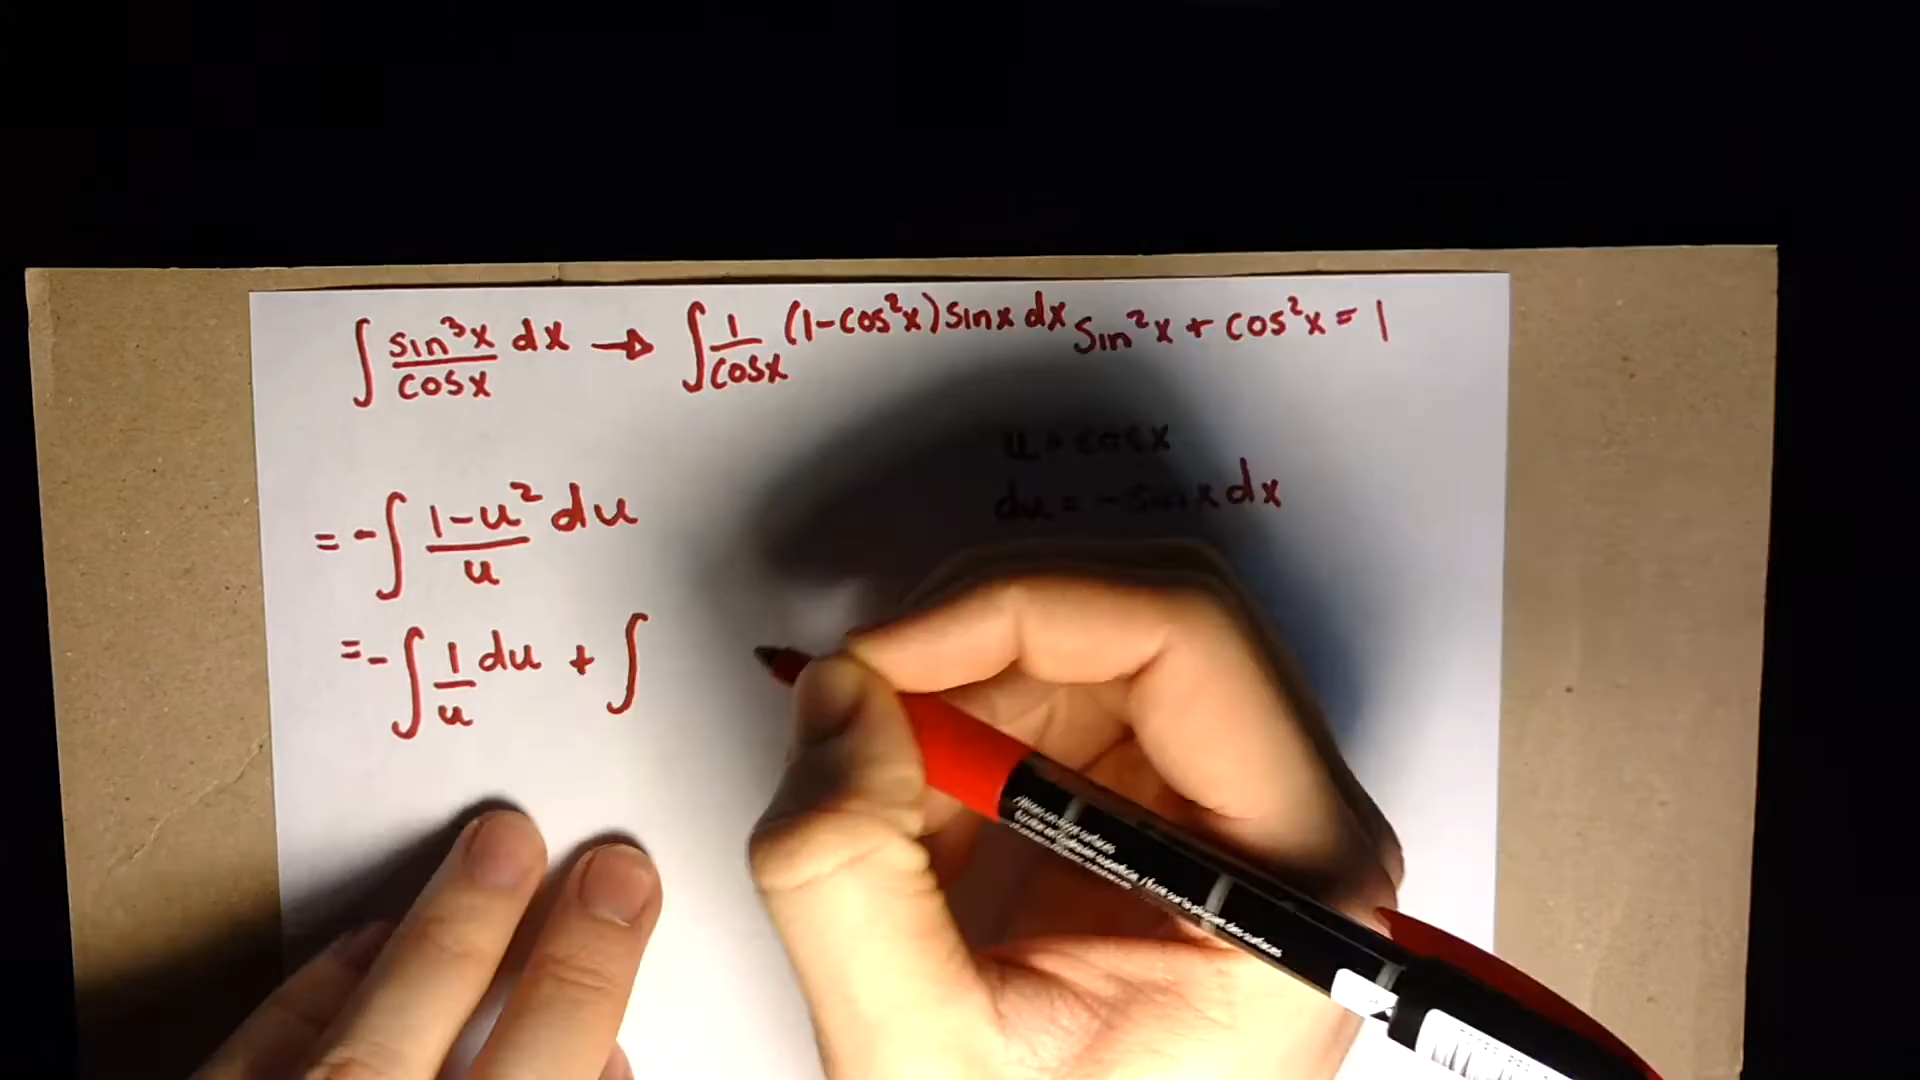 ∫ sin³x/cosx dx → ∫ 1/cosx (1-cos²x) sinx dx sin²x + cos²x = 1
u = cosx
du = -sinx dx
= -∫ 1-u²/u du
= -∫ 1/u du + ∫